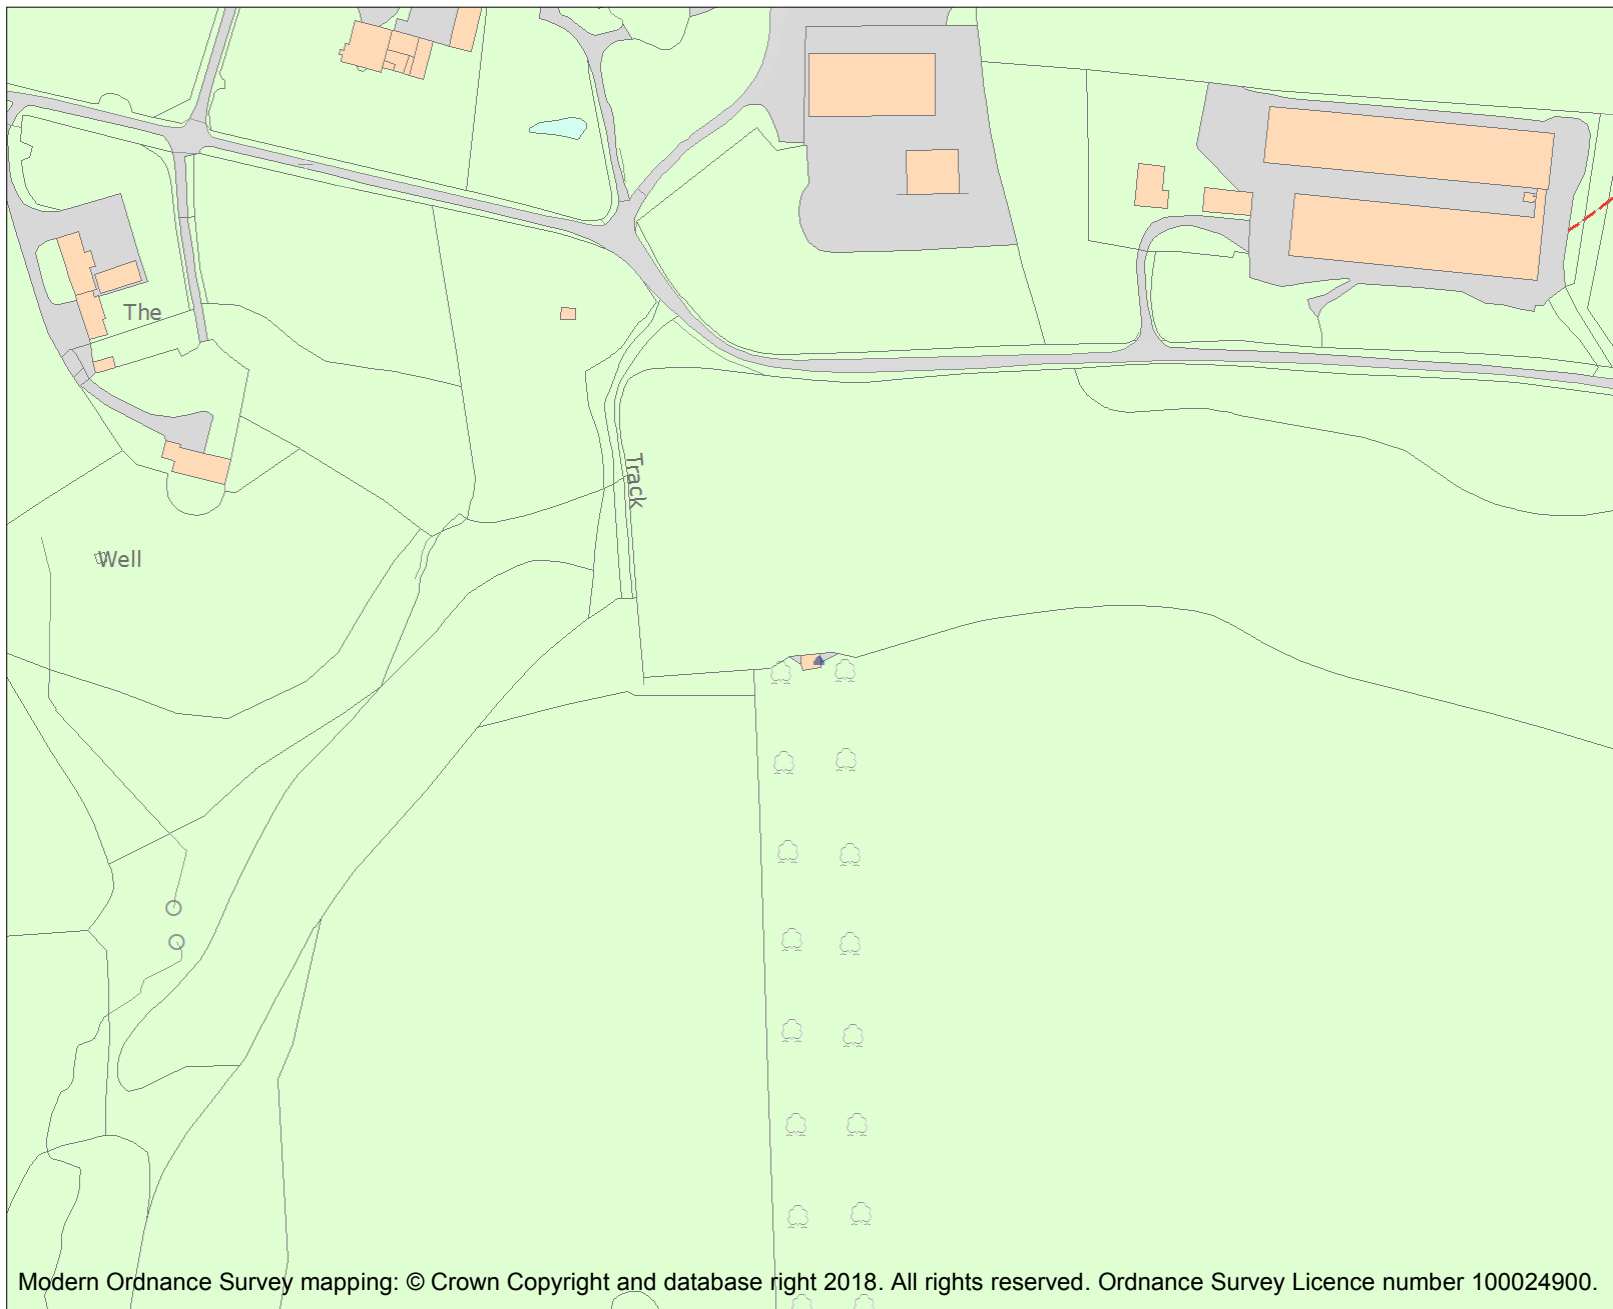 The
Track
Well
Modern Ordnance Survey mapping: © Crown Copyright and database right 2018. All rights reserved. Ordnance Survey Licence number 100024900.